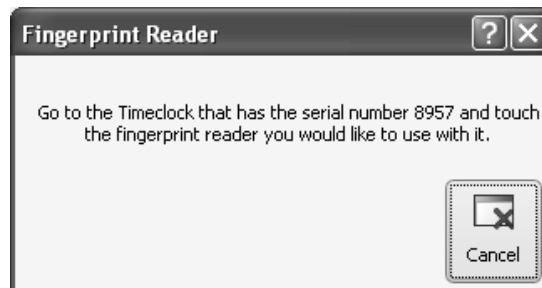 Fingerprint Reader
Go to the Timeclock that has the serial number 8957 and touch
the fingerprint reader you would like to use with it.
Cancel